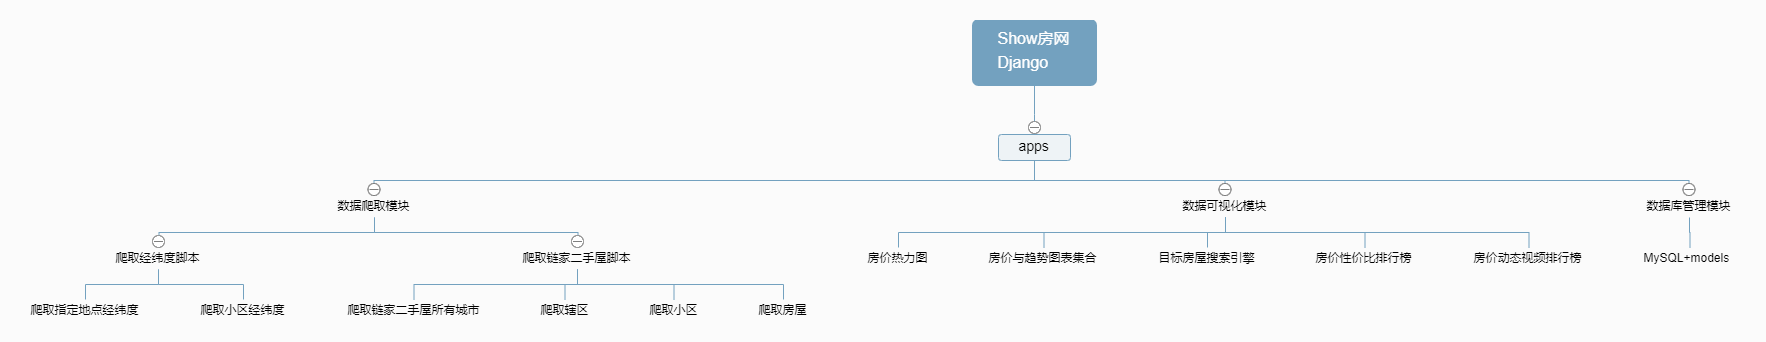 Show房网
Django
apps
数据爬取模块
数据可视化模块
数据库管理模块
爬取经纬度脚本
爬取链家二手屋脚本
房价热力图
房价与趋势图表集合
目标房屋搜索引擎
房价性价比排行榜
房价动态视频排行榜
MySQL+models
爬取指定地点经纬度
爬取小区经纬度
爬取链家二手屋所有城市
爬取辖区
爬取小区
爬取房屋